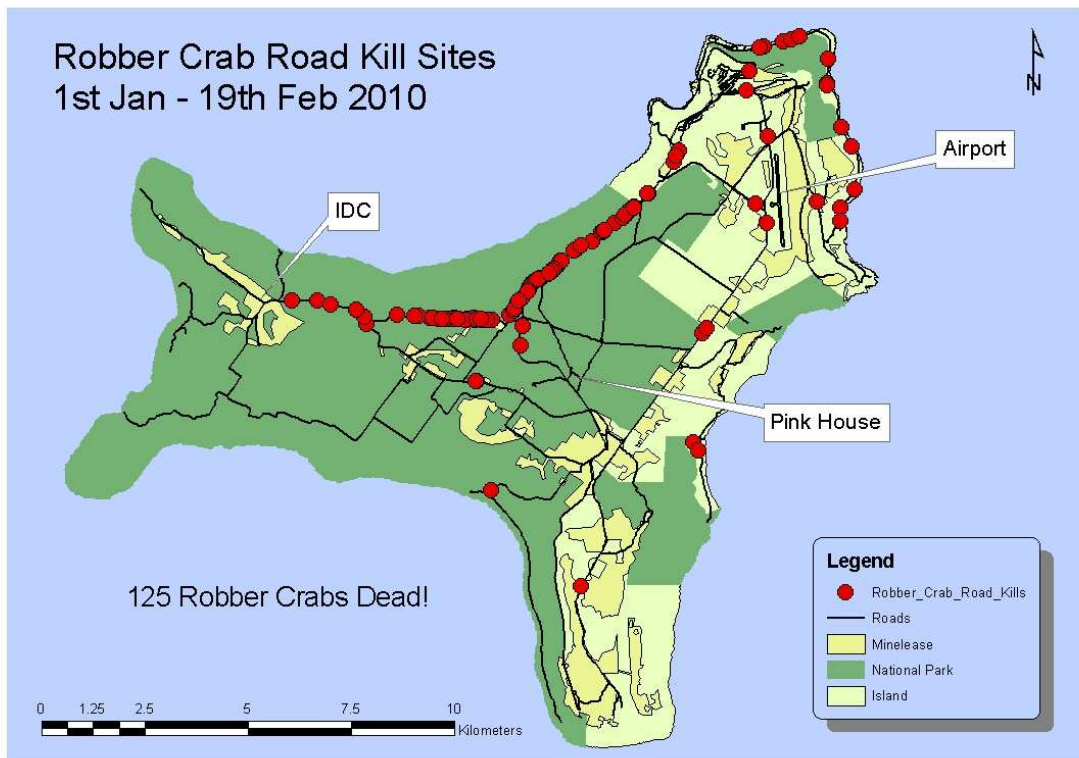 Robber Crab Road Kill Sites
1st Jan - 19th Feb 2010
N
Airport
IDC
Pink House
125 Robber Crabs Dead!
Legend
Robber_Crab_Road_Kills
Roads
Minelease
National Park
Island
0 1.25 2.5 5 7.5 10
Kilometers